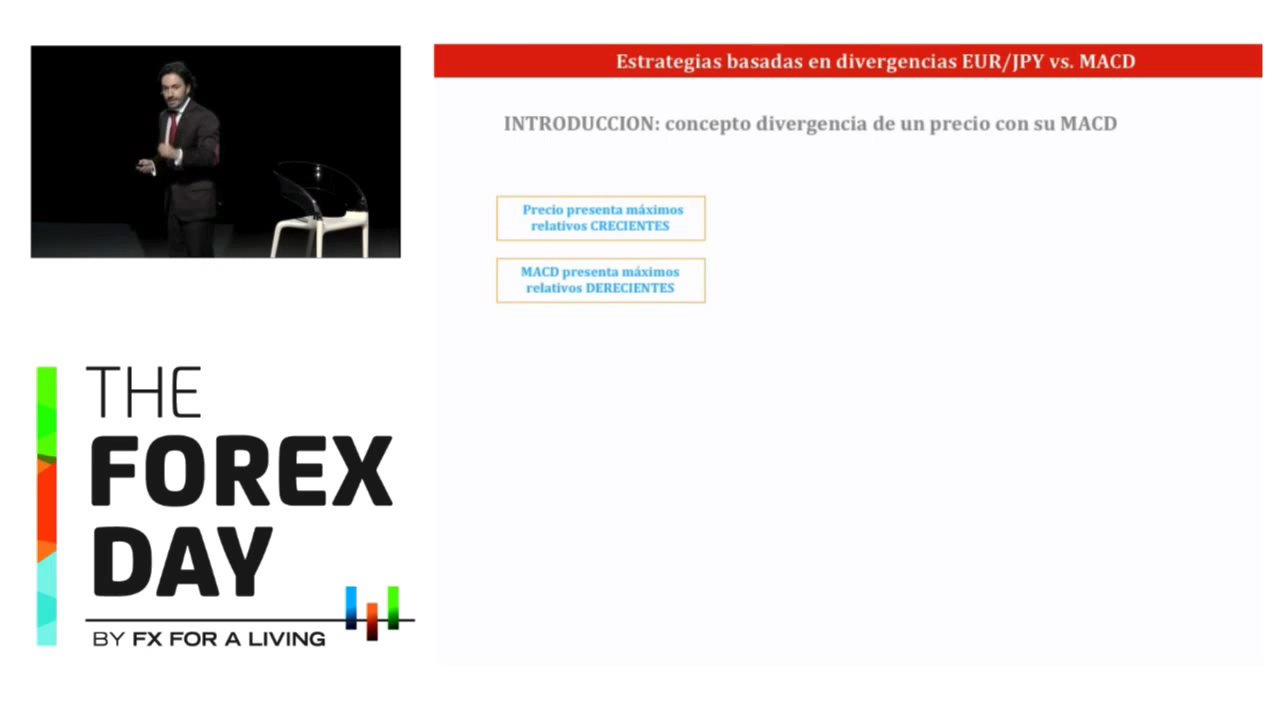 Estrategias basadas en divergencias EUR/JPY vs. MACD
INTRODUCCION: concepto divergencia de un precio con su MACD
Precio presenta máximos
relativos CRECIENTES
MACD presenta máximos
relativos DERECIENTES
THE
FOREX
DAY
BY FX FOR A LIVING